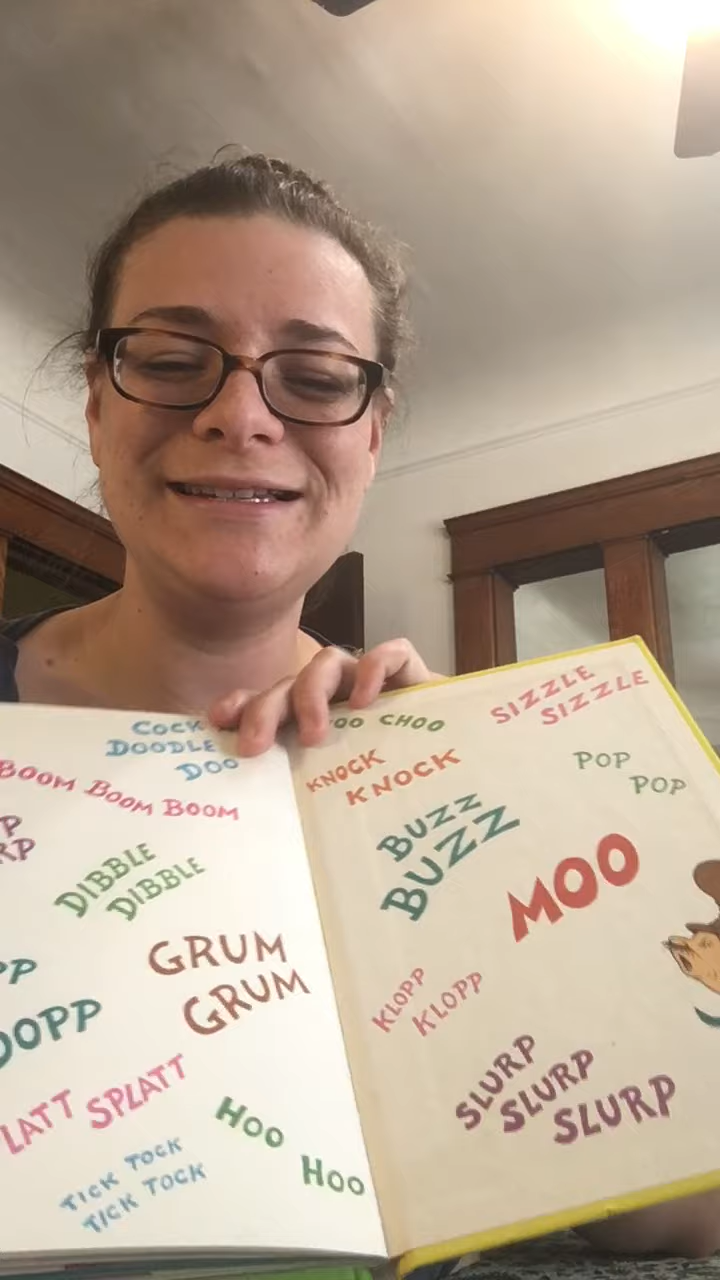 COCK
DOODLE
DOO
BOOM BOOM BOOM
DIBBLE
DIBBLE
GRUM
GRUM
SPLATT
HOO
HOO
TICK TOCK
TICK TOCK
CHOO
SIZZLE
SIZZLE
KNOCK
KNOCK
POP
POP
BUZZ
BUZZ
MOO
KLOPP
KLOPP
SLURP
SLURP
SLURP